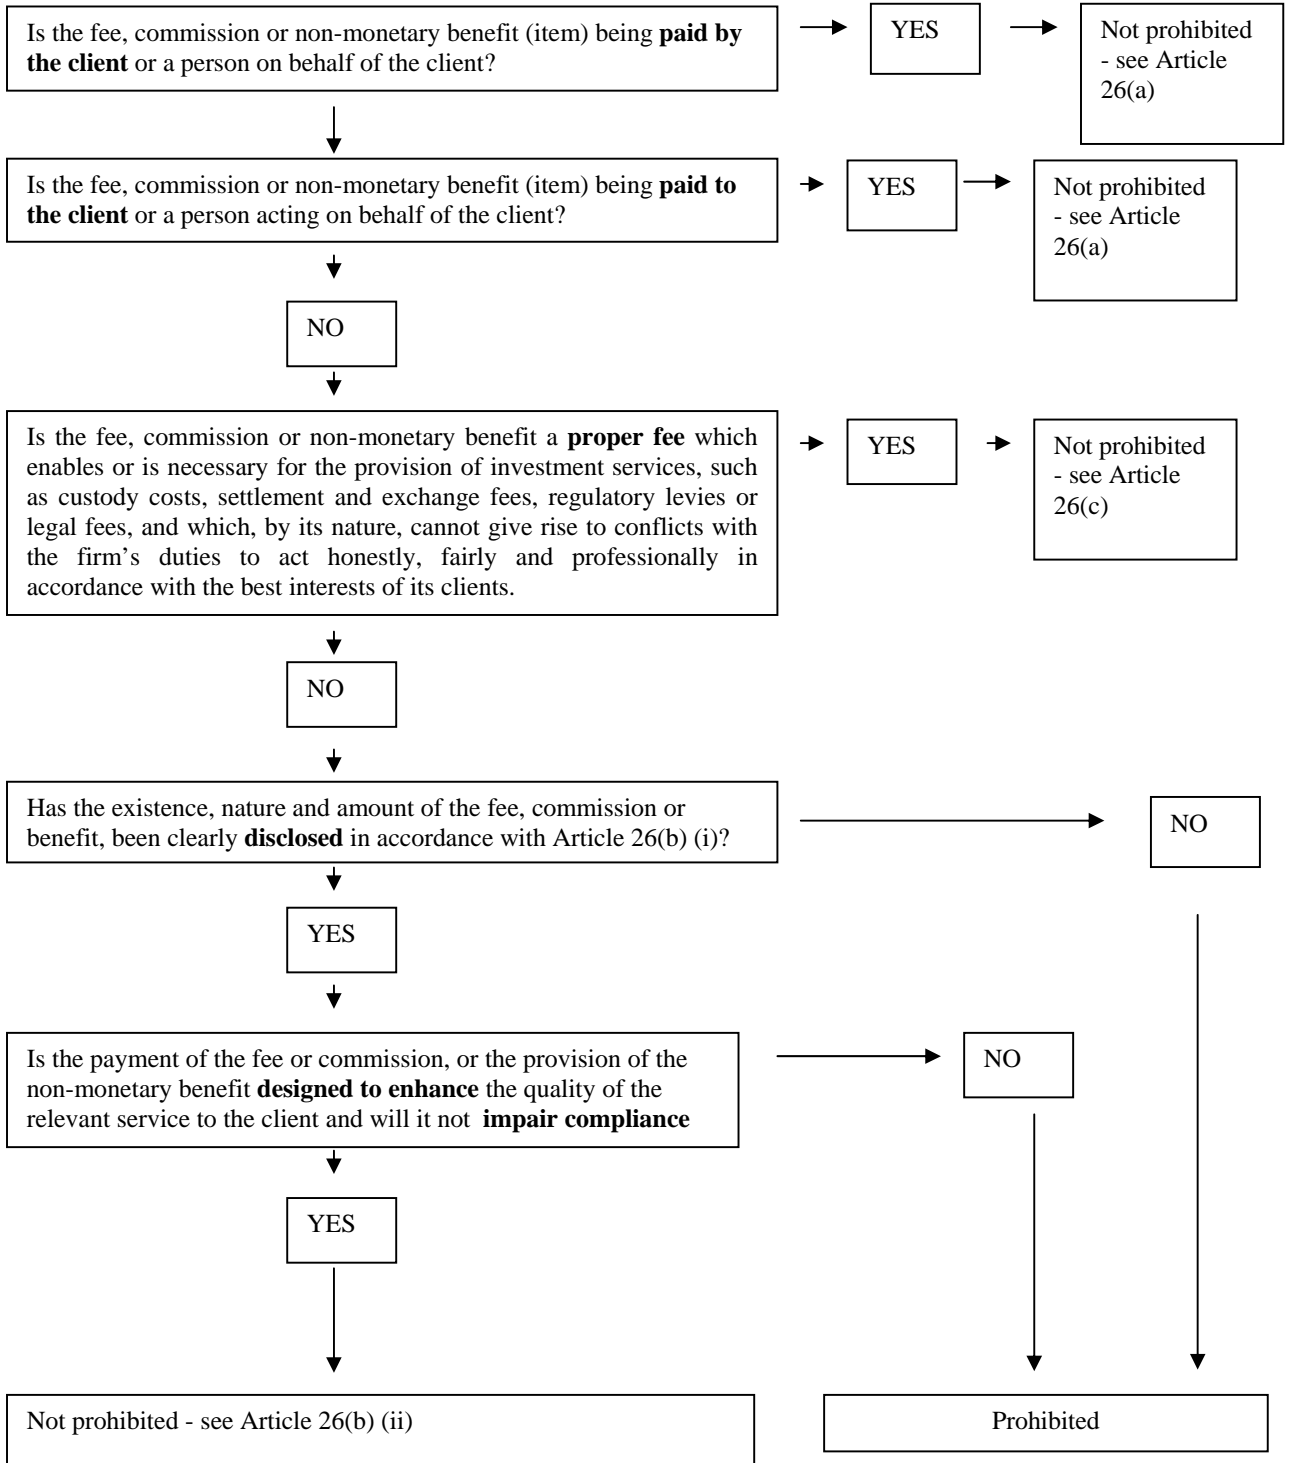 Is the fee, commission or non-monetary benefit (item) being paid by
the client or a person on behalf of the client?
YES
Not prohibited
- see Article
26(a)
Is the fee, commission or non-monetary benefit (item) being paid to
the client or a person acting on behalf of the client?
YES
Not prohibited
- see Article
26(a)
NO
Is the fee, commission or non-monetary benefit a proper fee which
enables or is necessary for the provision of investment services, such
as custody costs, settlement and exchange fees, regulatory levies or
legal fees, and which, by its nature, cannot give rise to conflicts with
the firm's duties to act honestly, fairly and professionally in
accordance with the best interests of its clients.
YES
Not prohibited
- see Article
26(c)
NO
Has the existence, nature and amount of the fee, commission or
benefit, been clearly disclosed in accordance with Article 26(b) (i)?
NO
YES
Is the payment of the fee or commission, or the provision of the
non-monetary benefit designed to enhance the quality of the
relevant service to the client and will it not impair compliance
NO
YES
Not prohibited - see Article 26(b) (ii)
Prohibited